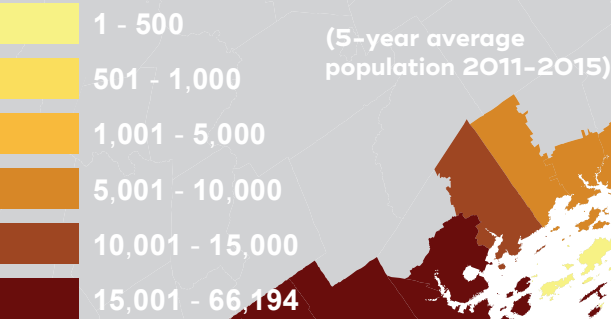 1 - 500
(5-year average
population 2011-2015)
501 - 1,000
1,001 - 5,000
5,001 - 10,000
10,001 - 15,000
15,001 - 66,194